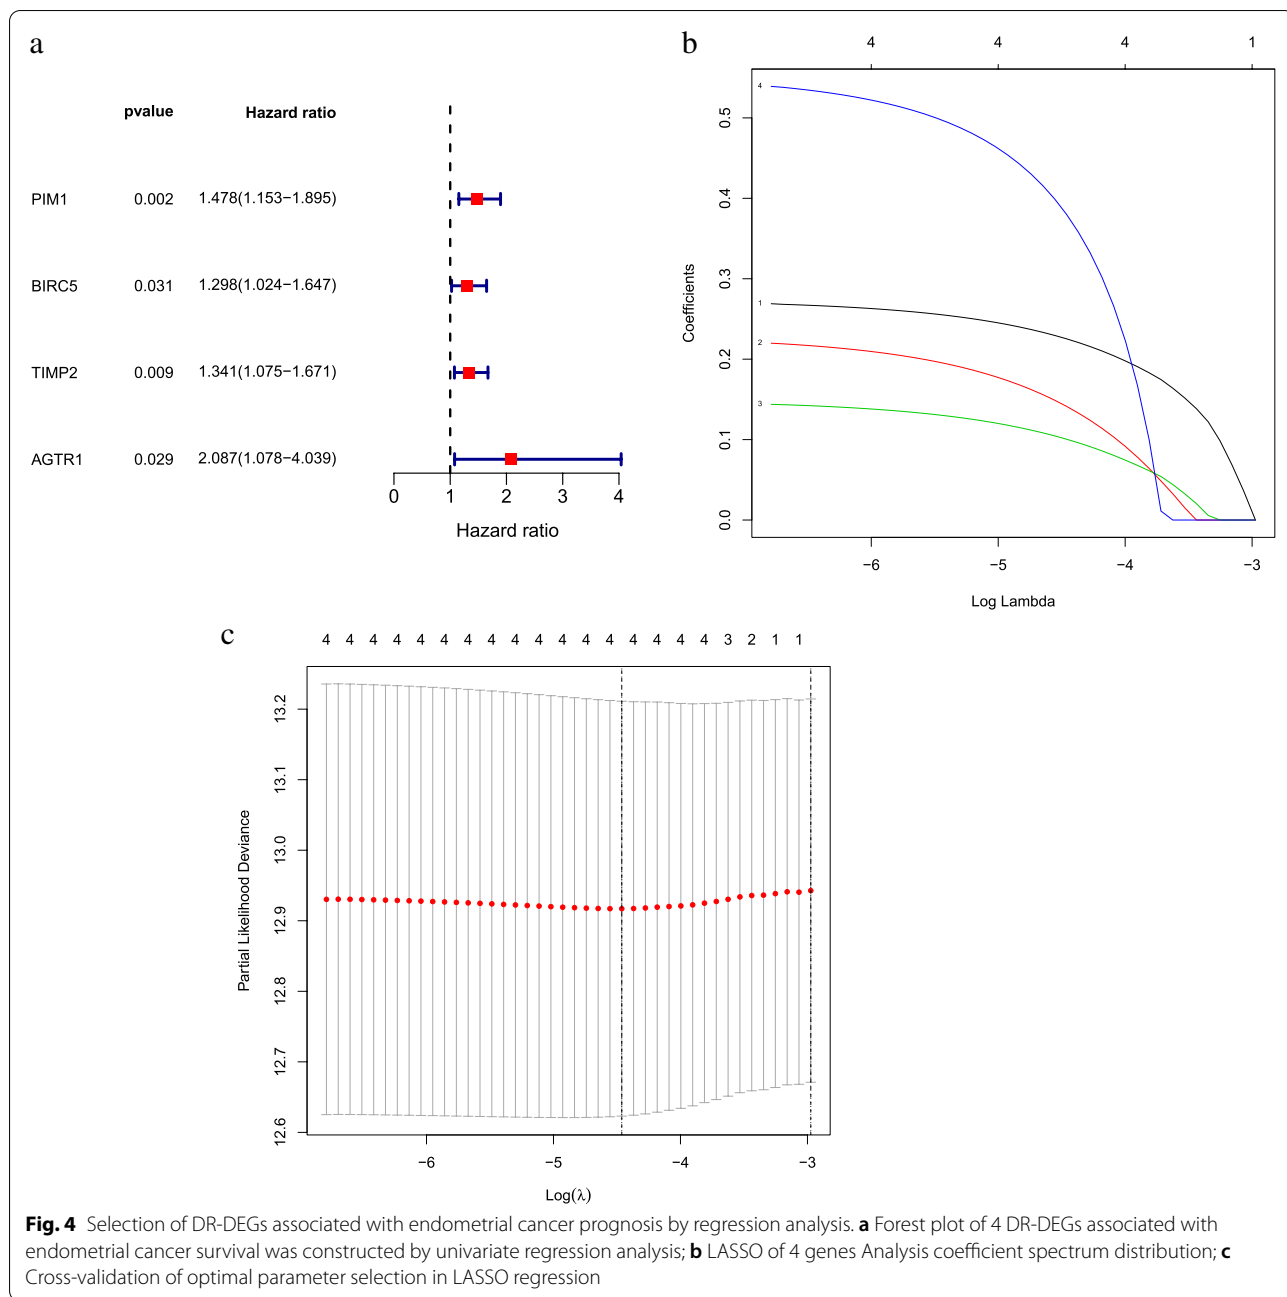 a
pvalue Hazard ratio
PIM1 0.002 1.478(1.153−1.895)
BIRC5 0.031 1.298(1.024−1.647)
TIMP2 0.009 1.341(1.075−1.671)
AGTR1 0.029 2.087(1.078−4.039)
0 1 2 3 4
Hazard ratio
b
4 4 4 1
0.5
0.4
0.3
0.2
0.1
0.0
Coefficients
4
1
2
3
−6 −5 −4 −3
Log Lambda
c
4 4 4 4 4 4 4 4 4 4 4 4 4 4 4 4 4 3 2 1 1
13.2
13.1
13.0
12.9
12.8
12.7
12.6
Partial Likelihood Deviance
−6 −5 −4 −3
Log(λ)
Fig. 4 Selection of DR-DEGs associated with endometrial cancer prognosis by regression analysis. a Forest plot of 4 DR-DEGs associated with
endometrial cancer survival was constructed by univariate regression analysis; b LASSO of 4 genes Analysis coefficient spectrum distribution; c
Cross-validation of optimal parameter selection in LASSO regression